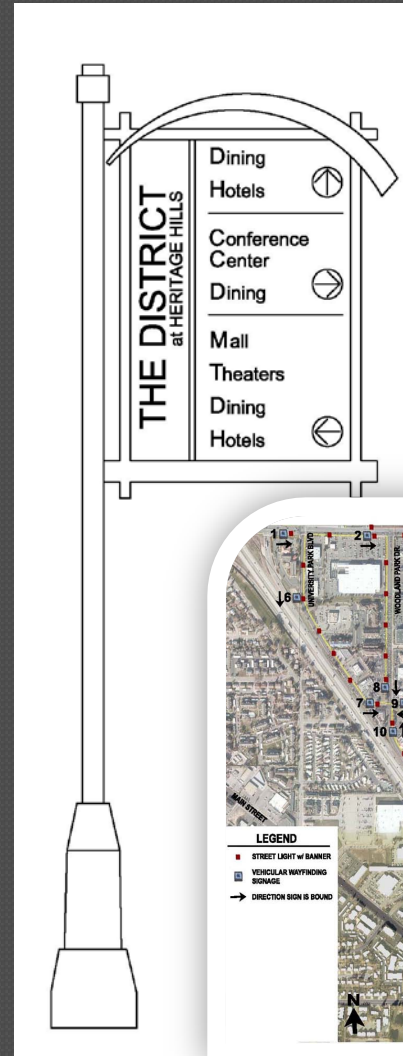 THE DISTRICT
at HERITAGE HILLS
Dining
Hotels
Conference
Center
Dining
Mall
Theaters
Dining
Hotels
1
2
UNIVERSITY PARK BLVD
WOODLAND PARK DR.
6
8
7
9
10
MAIN STREET
LEGEND
STREET LIGHT w/ BANNER
VEHICULAR WAYFINDING
SIGNAGE
DIRECTION SIGN IS BOUND
N